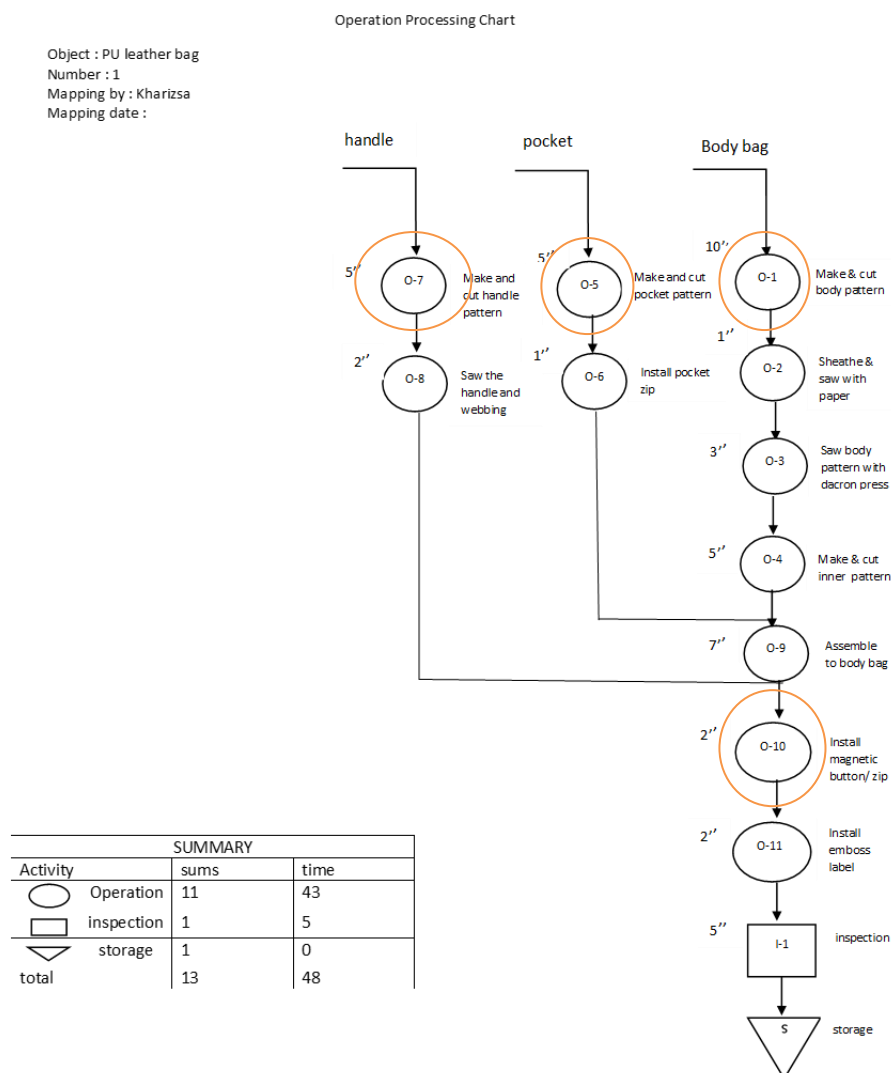 Operation Processing Chart
Object : PU leather bag
Number : 1
Mapping by : Kharizsa
Mapping date :
handle
pocket
Body bag
5’’
O-7
Make and
cut handle
pattern
5’’
O-5
Make and cut
pocket pattern
10’’
O-1
Make & cut
body pattern
2’’
O-8
Saw the
handle and
webbing
1’’
O-6
Install pocket
zip
1’’
O-2
Sheathe &
saw with
paper
3’’
O-3
Saw body
pattern with
dacron press
5’’
O-4
Make & cut
inner pattern
7’’
O-9
Assemble
to body bag
2’’
O-10
Install
magnetic
button/ zip
2’’
O-11
Install
emboss
label
5’’
I-1
inspection
S
storage
SUMMARY
Activity sums time
Operation 11 43
inspection 1 5
storage 1 0
total 13 48